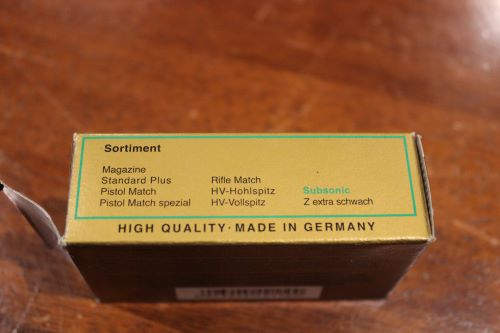 Sortiment
Magazine
Standard Plus Rifle Match
Pistol Match HV-Hohlspitz Subsonic
Pistol Match spezial HV-Vollspitz Z extra schwach
HIGH QUALITY · MADE IN GERMANY